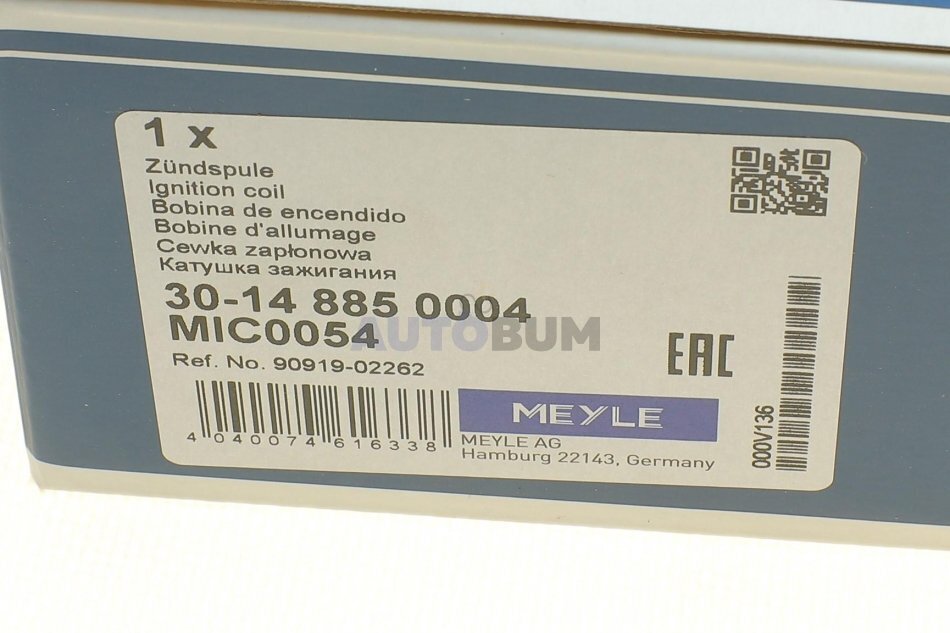 1 x
Zündspule
Ignition coil
Bobina de encendido
Bobine d'allumage
Cewka zapłonowa
Катушка зажигания
30-14 885 0004
MIC0054
AUTOBUM
Ref. No. 90919-02262
EAC
4 040074 616338
MEYLE
MEYLE AG
Hamburg 22143, Germany
000V136